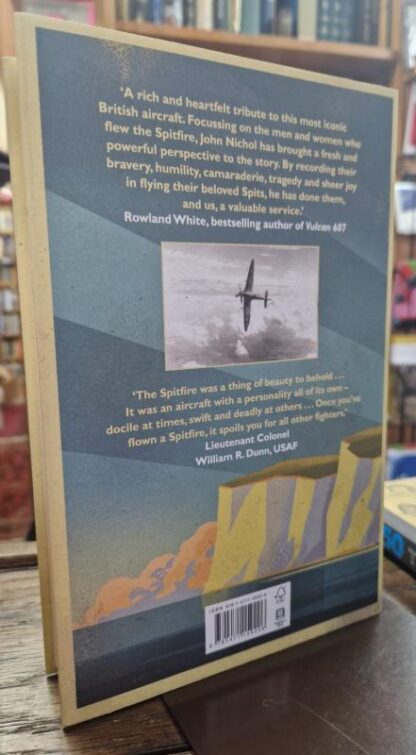 ‘A rich and heartfelt tribute to this most iconic
British aircraft. Focussing on the men and women who
flew the Spitfire, John Nichol has brought a fresh and
powerful perspective to the story. By recording their
bravery, humility, camaraderie, tragedy and sheer joy
in flying their beloved Spits, he has done them,
and us, a valuable service.’
Rowland White, bestselling author of Vulcan 607
‘The Spitfire was a thing of beauty to behold . . .
It was an aircraft with a personality all of its own –
docile at times, swift and deadly at others . . . Once you’ve
flown a Spitfire, it spoils you for all other fighters.’
Lieutenant Colonel
William R. Dunn, USAF
ISBN
50